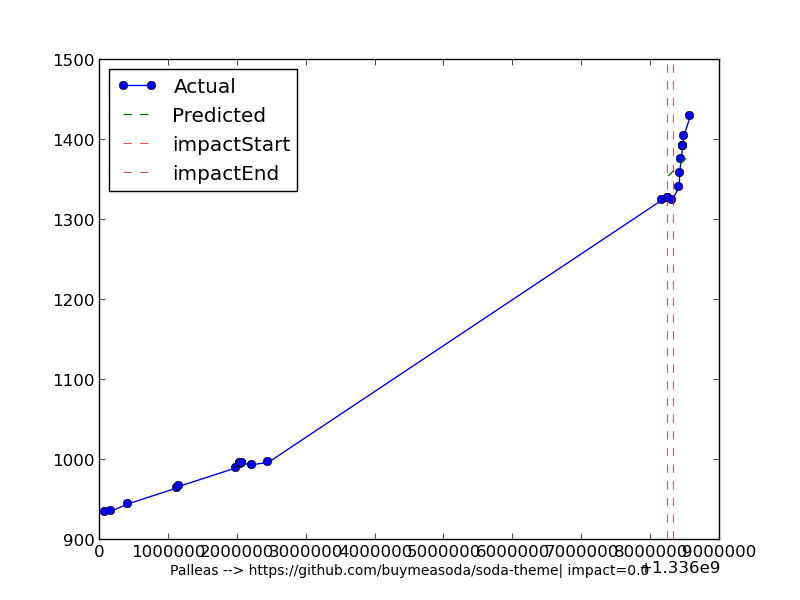 1500
1400
1300
1200
1100
1000
900
Actual
Predicted
impactStart
impactEnd
0 1000000 2000000 3000000 4000000 5000000 6000000 7000000 8000000 9000000
+1.336e9
Palleas --> https://github.com/buymeasoda/soda-theme| impact=0.0